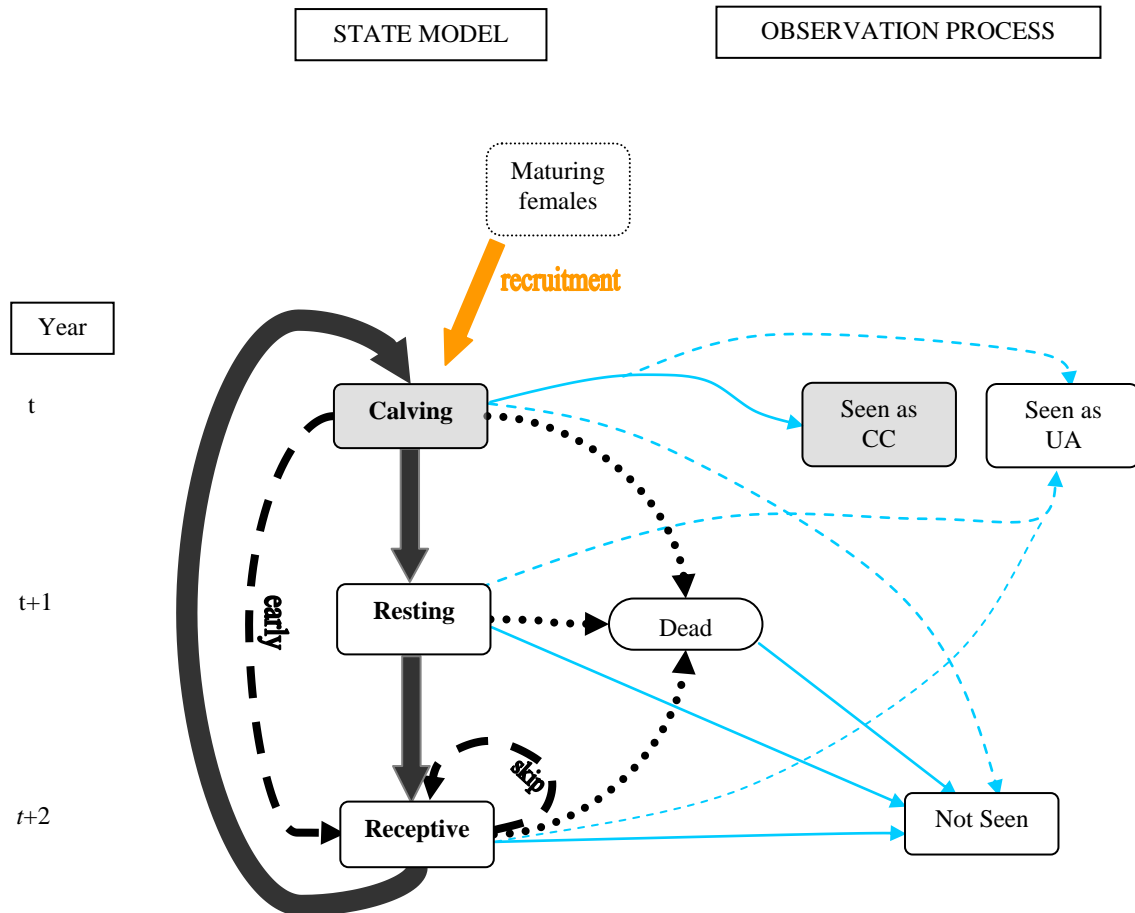 STATE MODEL
OBSERVATION PROCESS
Maturing
females
recruitment
Year
t
Calving
Seen as
CC
Seen as
UA
t+1
early
Resting
Dead
skip
t+2
Receptive
Not Seen